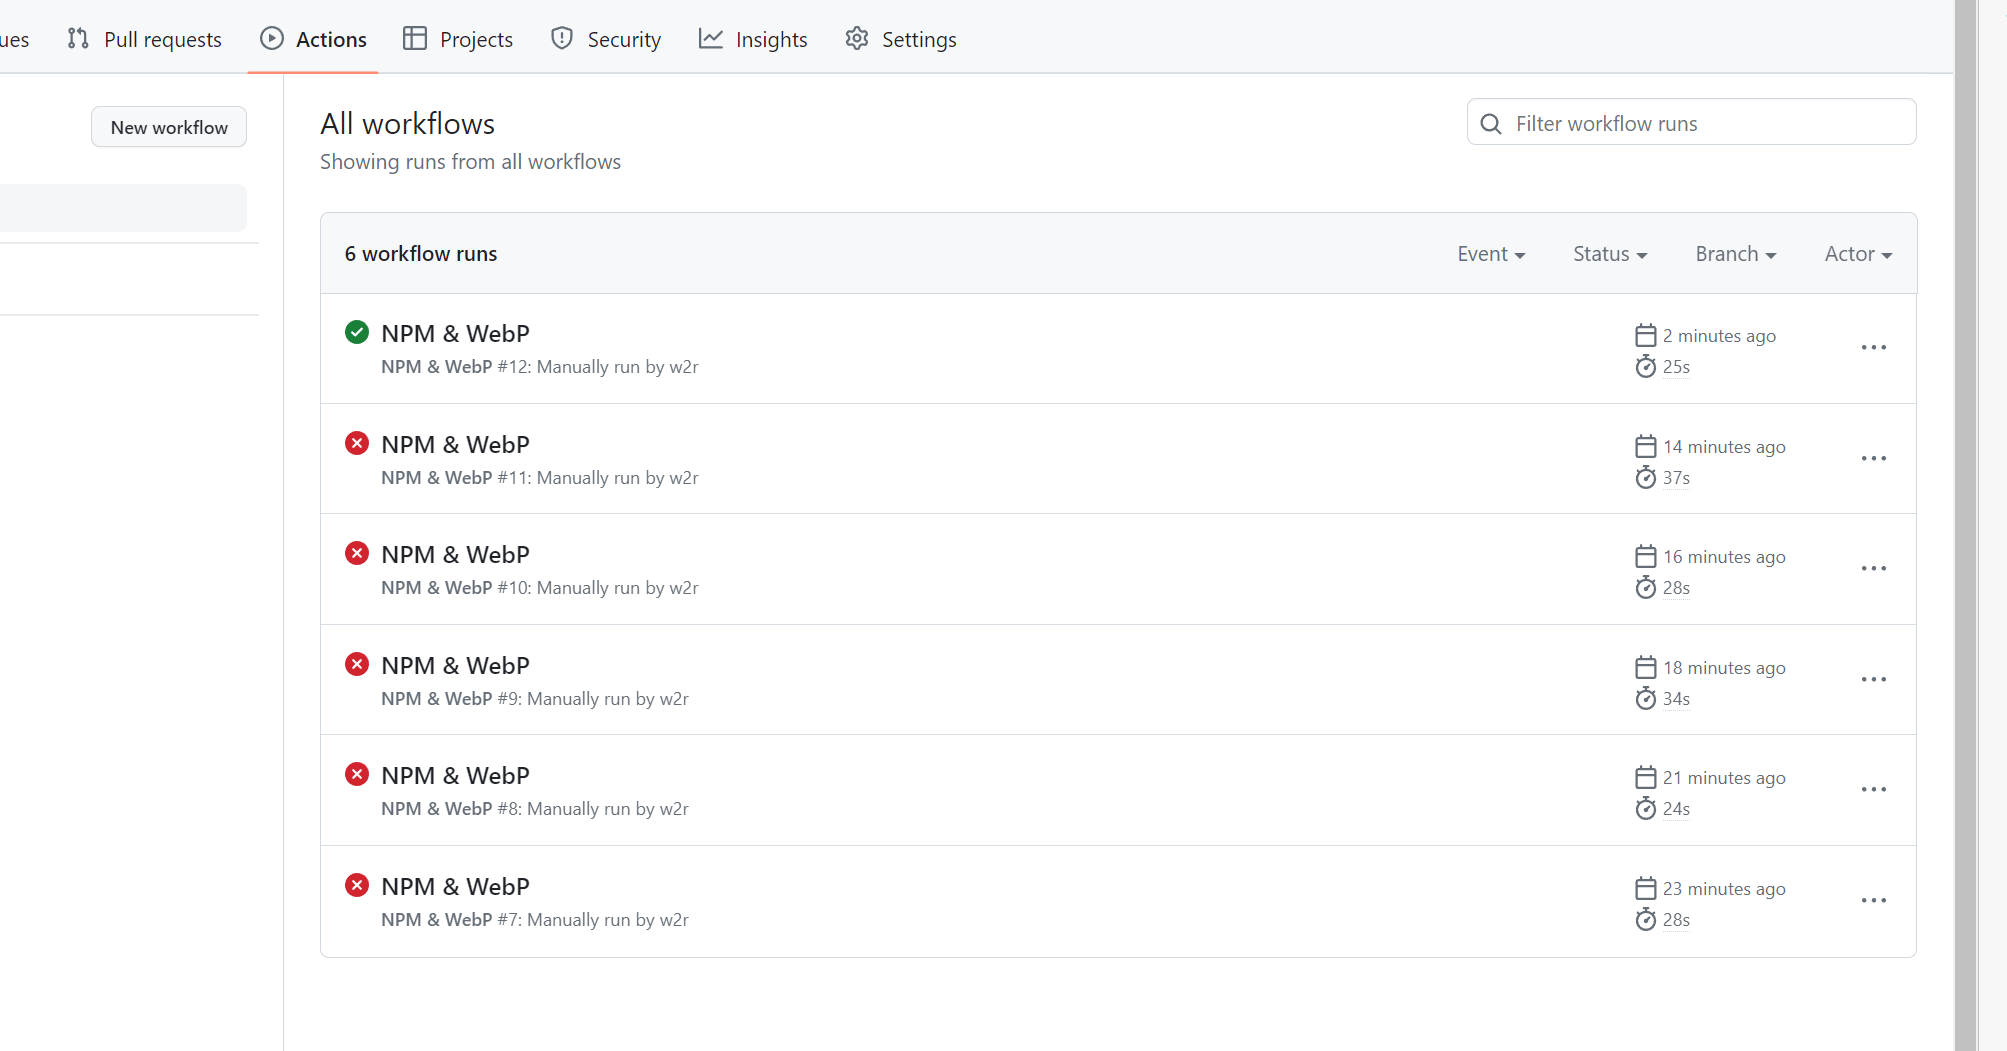 ues Pull requests Actions Projects Security Insights Settings
New workflow
All workflows
Filter workflow runs
Showing runs from all workflows
6 workflow runs
Event Status Branch Actor
NPM & WebP
NPM & WebP #12: Manually run by w2r
2 minutes ago
25s
NPM & WebP
NPM & WebP #11: Manually run by w2r
14 minutes ago
37s
NPM & WebP
NPM & WebP #10: Manually run by w2r
16 minutes ago
28s
NPM & WebP
NPM & WebP #9: Manually run by w2r
18 minutes ago
34s
NPM & WebP
NPM & WebP #8: Manually run by w2r
21 minutes ago
24s
NPM & WebP
NPM & WebP #7: Manually run by w2r
23 minutes ago
28s